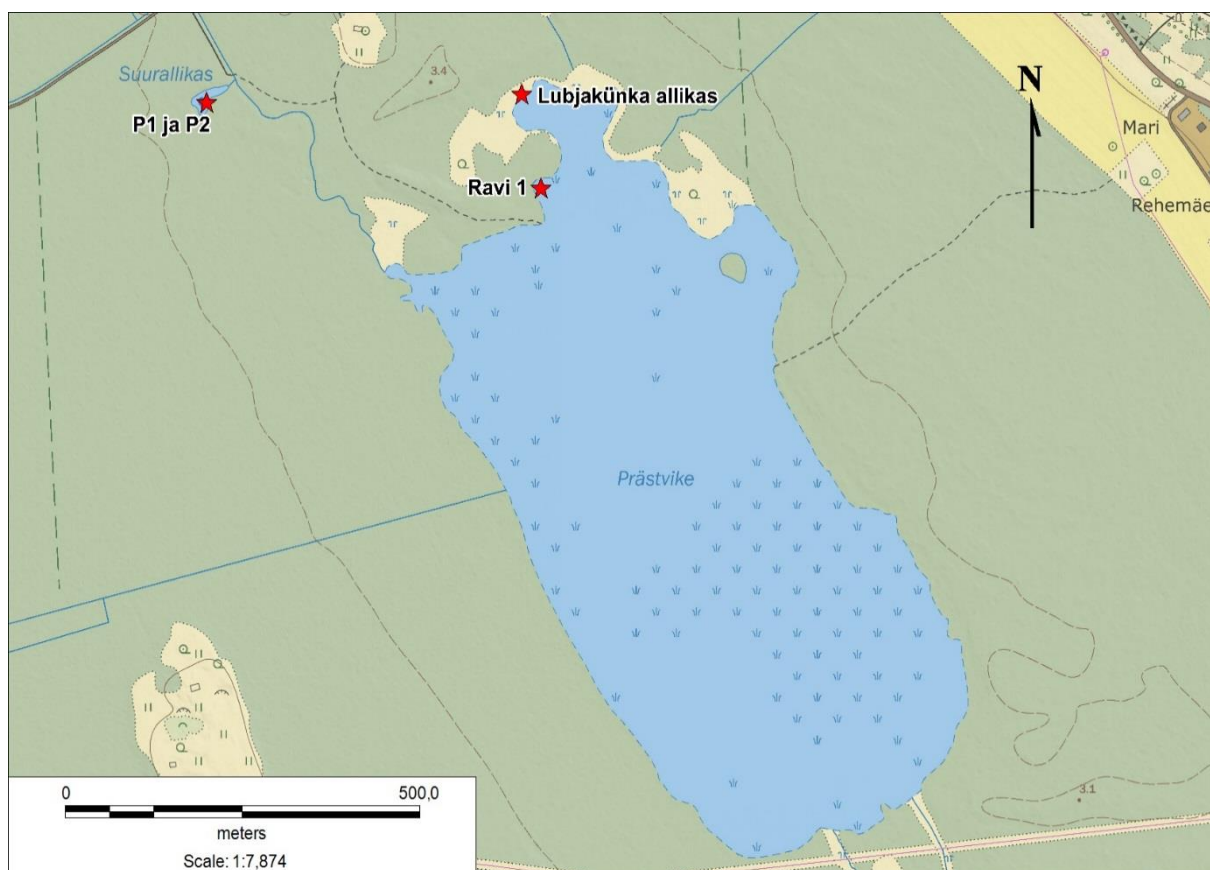 3.4
Suurallikas
P1 ja P2
Lubjakünka allikas
Ravi 1
N
Mari
Rehemäe
Prästvike
3.1
0 500,0
meters
Scale: 1:7,874